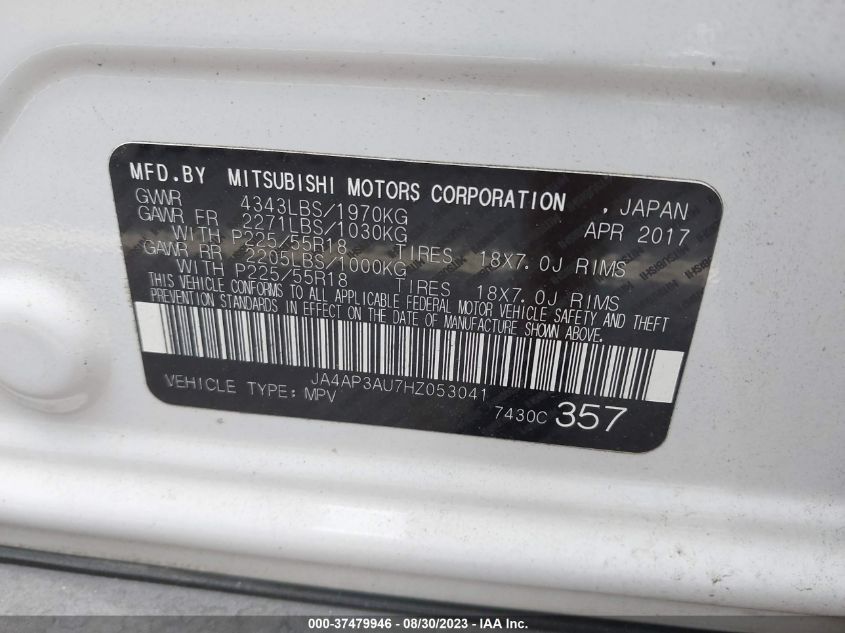 MFD.BY MITSUBISHI MOTORS CORPORATION , JAPAN
GVWR 4343LBS/1970KG APR 2017
GAWR FR 2271LBS/1030KG
WITH P225/55R18 TIRES 18X7.0J RIMS
GAWR RR 2205LBS/1000KG
WITH P225/55R18 TIRES 18X7.0J RIMS
THIS VEHICLE CONFORMS TO ALL APPLICABLE FEDERAL MOTOR VEHICLE SAFETY AND THEFT
PREVENTION STANDARDS IN EFFECT ON THE DATE OF MANUFACTURE SHOWN ABOVE.
JA4AP3AU7HZ053041
VEHICLE TYPE: MPV
7430C 357
000-37479946 - 08/30/2023 - IAA Inc.